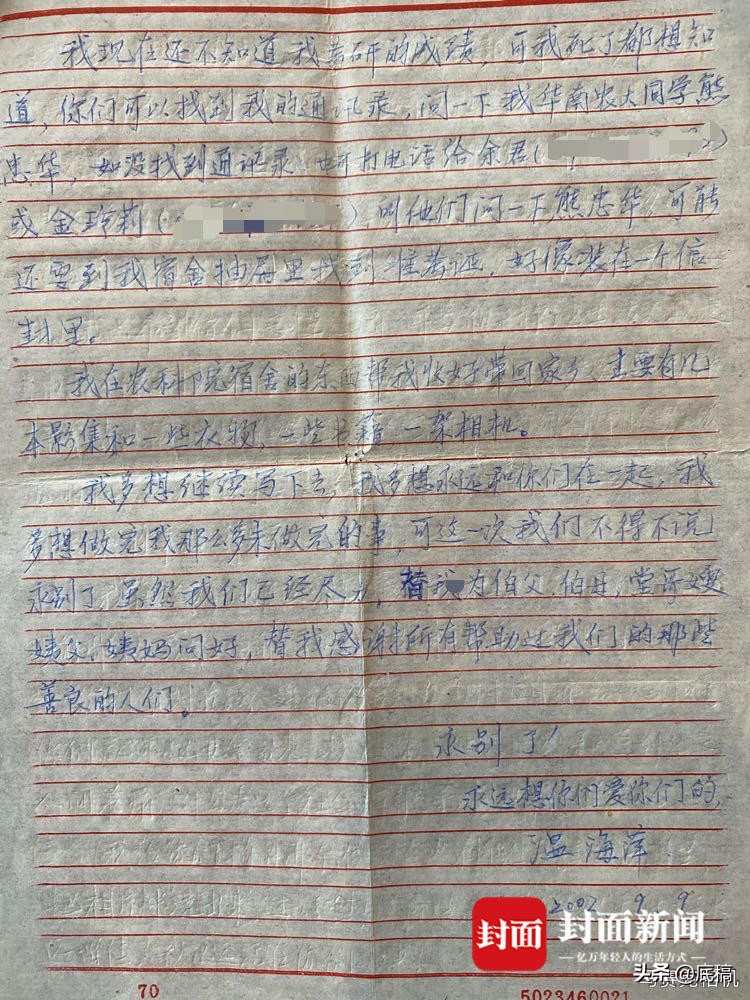 我现在还不知道我考研的成绩，可我死了都想知
道，你们可以找到我的通讯录，问一下我华南农大同学熊
忠华，如没找到通讯录 也可打电话给余君(
或金玲莉( )，叫他们问一下熊忠华，可能
还要到我宿舍抽屉里找到准考证，好像装在一个信
封里。
我在农科院宿舍的东西帮我收好带回家乡、主要有几
本影集和一些衣物，一些书籍，一架相机。
我多想继续写下去，我多想永远和你们在一起，我
多想做完我那么多未做完的事，可这一次我们不得不说
永别了，虽然我们已经尽力。替我为伯父、伯母，堂哥嫂
姨父、姨妈问好，替我感谢所有帮助过我们的那些
善良的人们。
永别了！
永远想你们爱你们的，
温海萍
2002 9. 9
封面 封面新闻
亿万年轻人的生活方式
头条 @底稿
70
5023460021